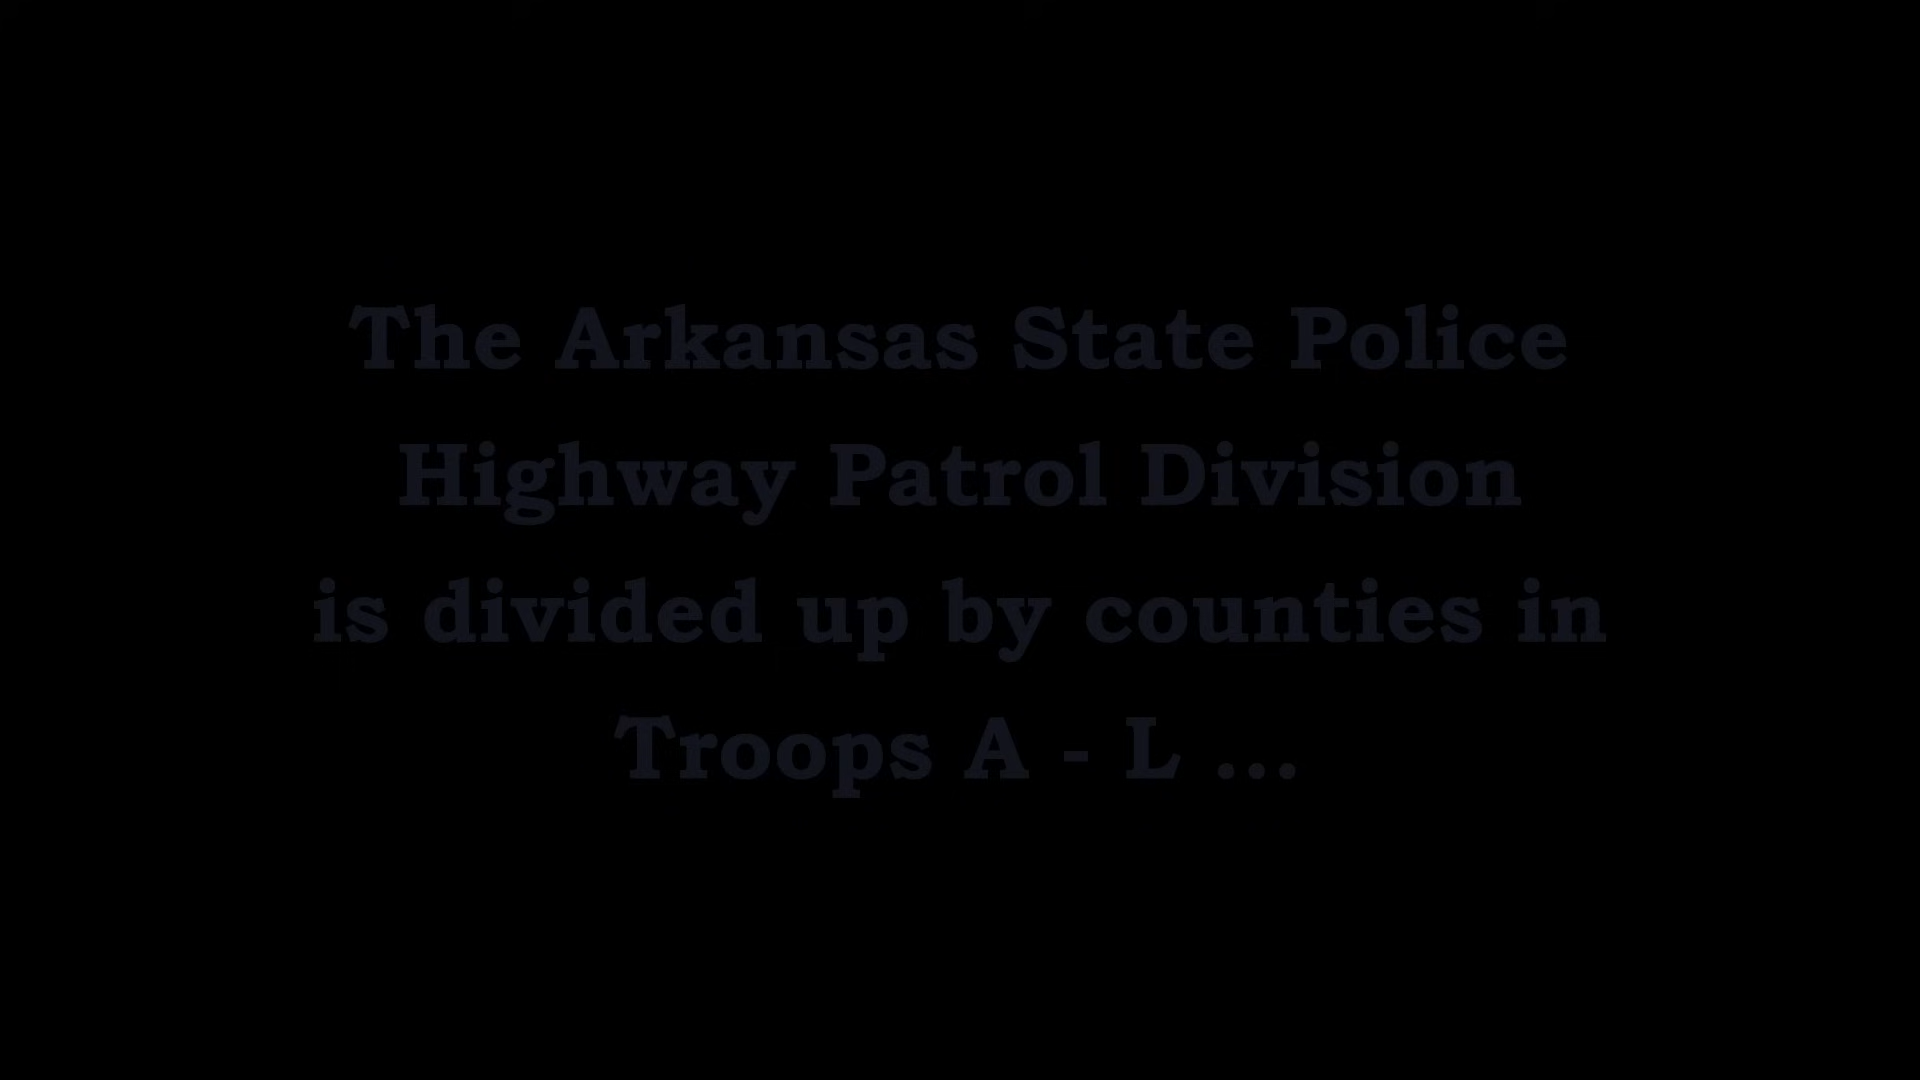 The Arkansas State Police
Highway Patrol Division
is divided up by counties in
Troops A - L ...